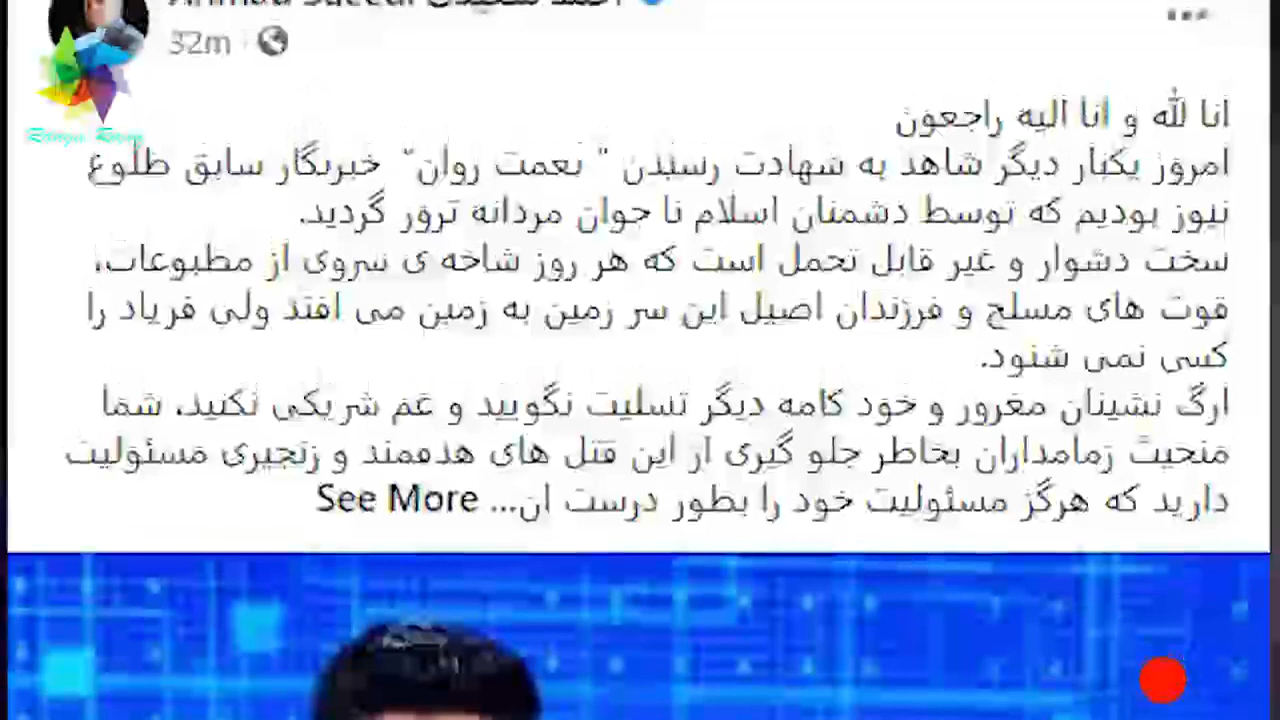 32m
انا لله و انا الیه راجعون
امروز یکبار دیگر شاهد به شهادت رسیدن " نعمت روان" خبرنگار سابق طلوع
نیوز بودیم که توسط دشمنان اسلام نا جوان مردانه ترور گردید.
سخت دشوار و غیر قابل تحمل است که هر روز شاخه ی سروی از مطبوعات،
قوت های مسلح و فرزندان اصیل این سر زمین به زمین می افتد ولی فریاد را
کسی نمی شنود.
ارگ نشینان مغرور و خود کامه دیگر تسلیت نگویید و غم شریکی نکنید، شما
منحیث زمامداران بخاطر جلو گیری از این قتل های هدفمند و زنجیری مسئولیت
دارید که هرگز مسئولیت خود را بطور درست ان... See More